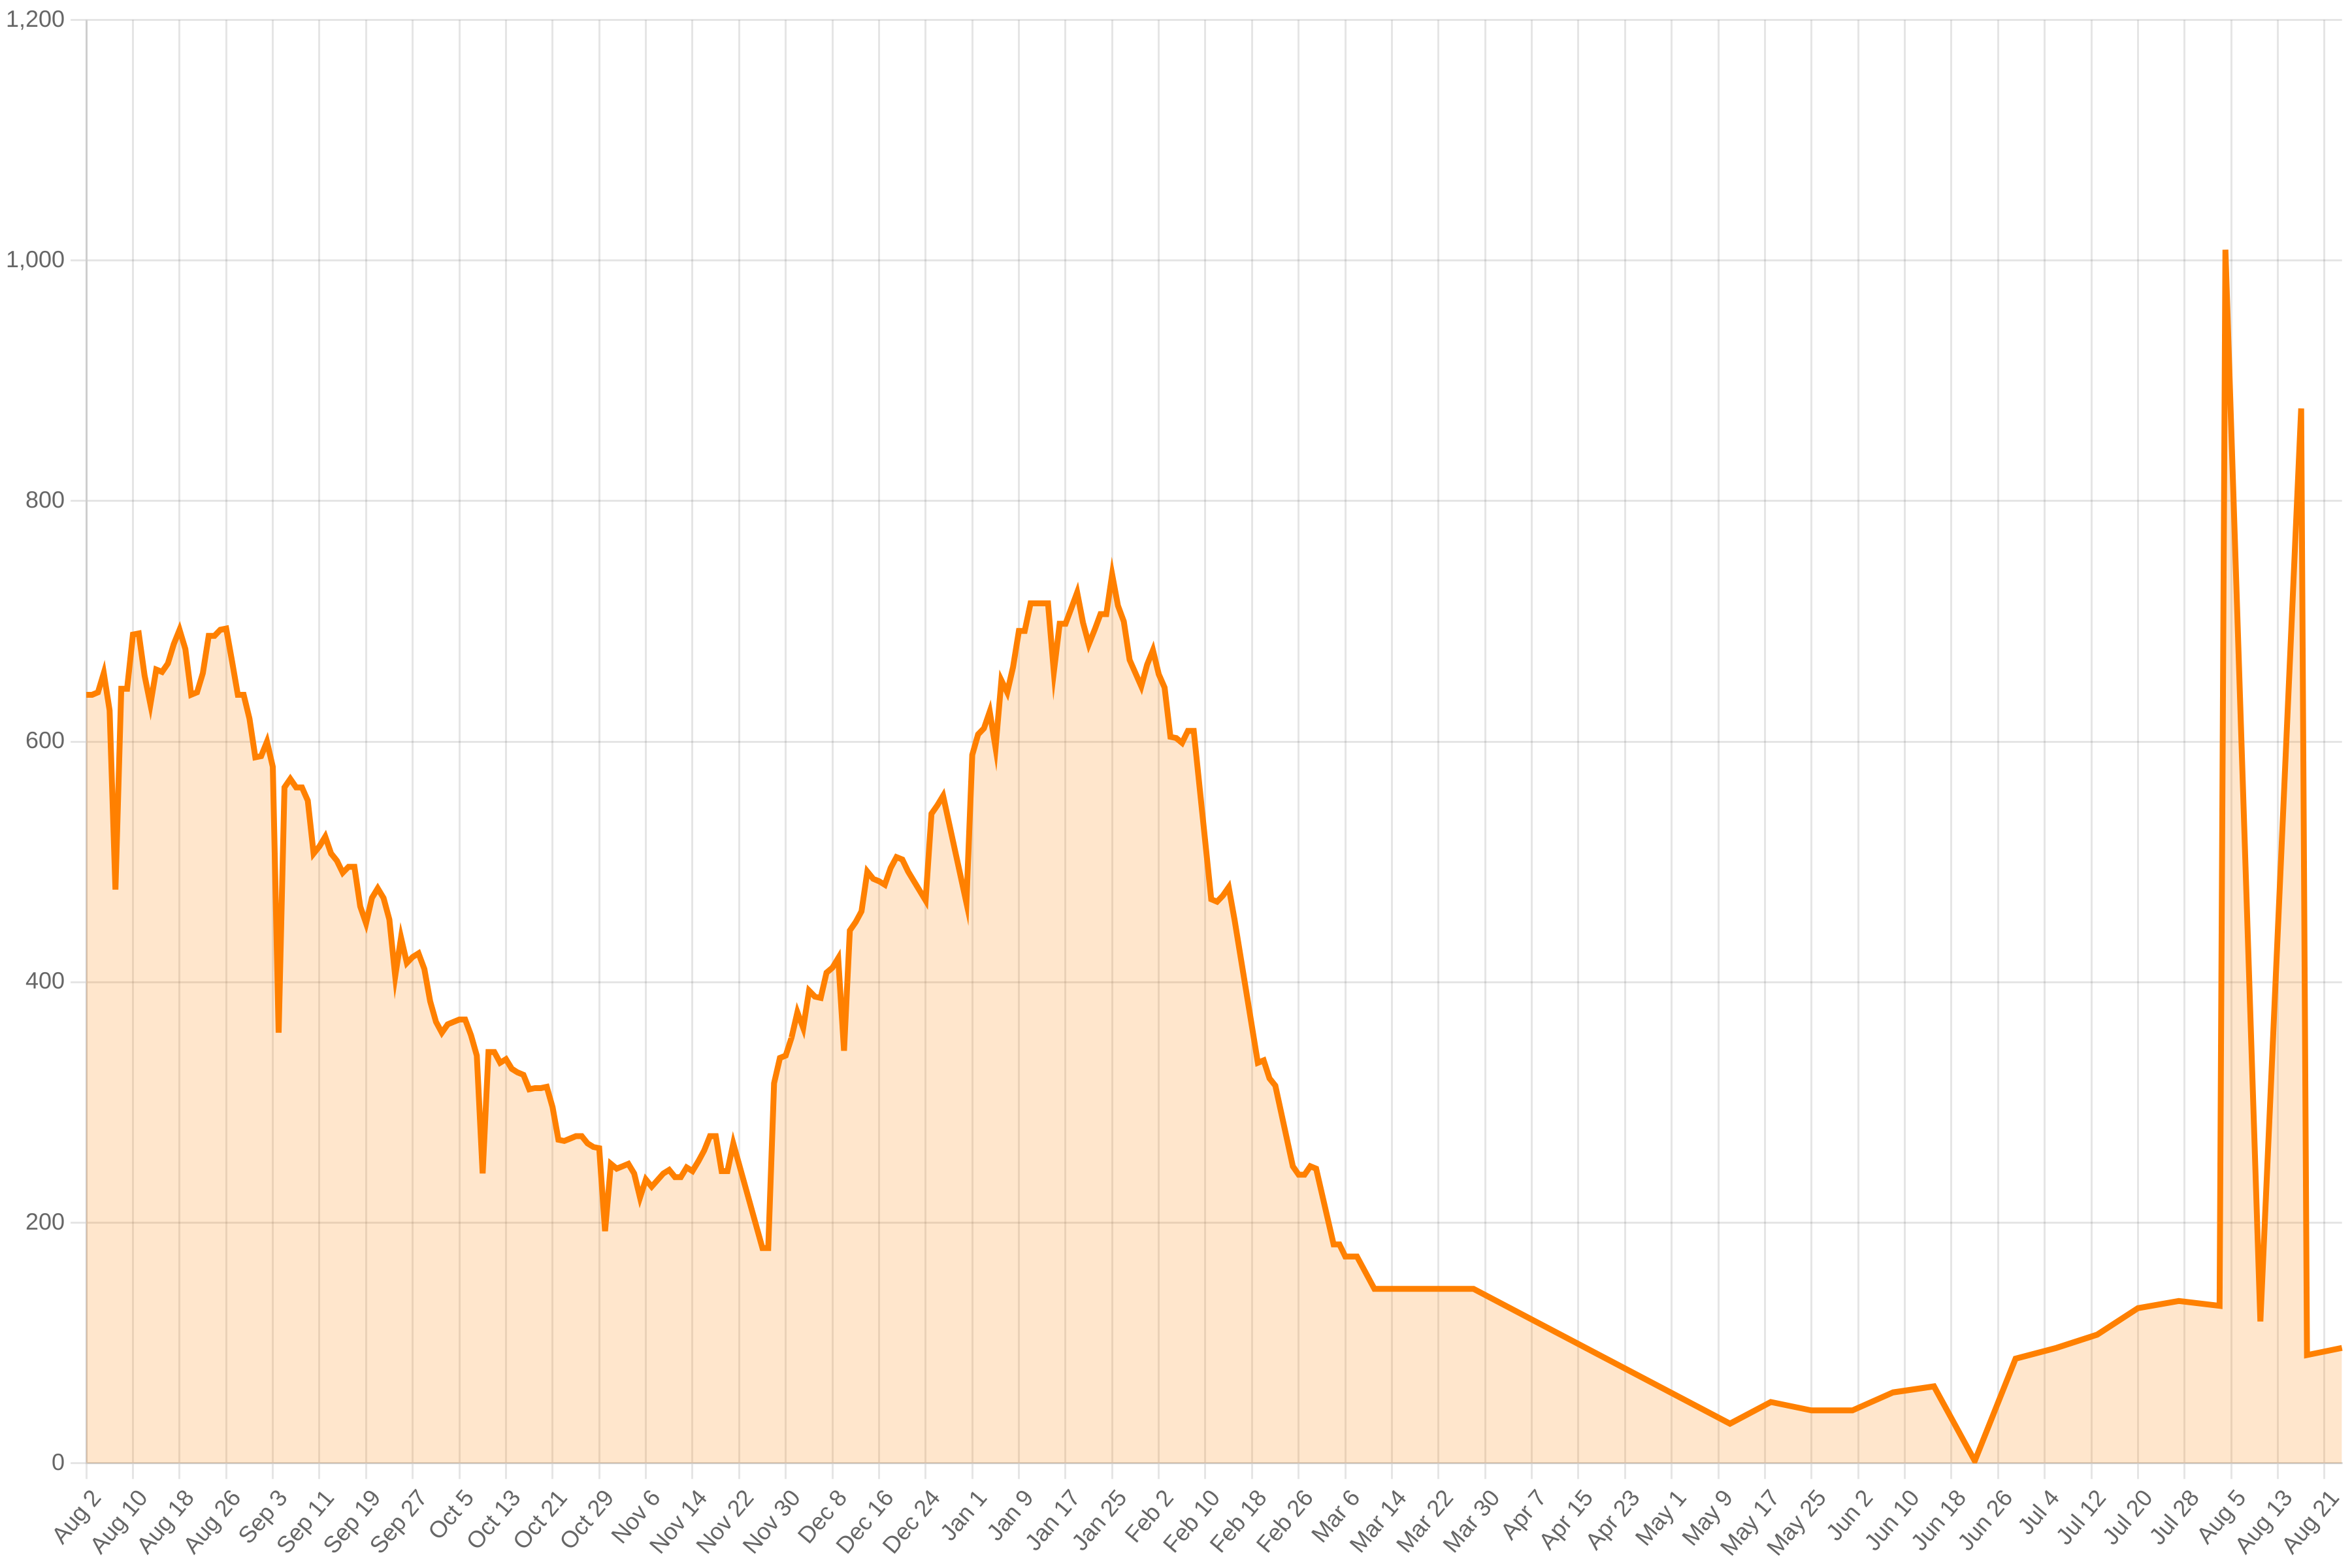 1,200
1,000
800
600
400
200
0
Aug 2
Aug 10
Aug 18
Aug 26
Sep 3
Sep 11
Sep 19
Sep 27
Oct 5
Oct 13
Oct 21
Oct 29
Nov 6
Nov 14
Nov 22
Nov 30
Dec 8
Dec 16
Dec 24
Jan 1
Jan 9
Jan 17
Jan 25
Feb 2
Feb 10
Feb 18
Feb 26
Mar 6
Mar 14
Mar 22
Mar 30
Apr 7
Apr 15
Apr 23
May 1
May 9
May 17
May 25
Jun 2
Jun 10
Jun 18
Jun 26
Jul 4
Jul 12
Jul 20
Jul 28
Aug 5
Aug 13
Aug 21